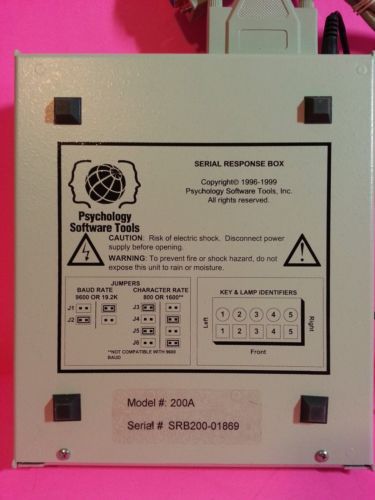 SERIAL RESPONSE BOX
Copyright© 1996-1999
Psychology Software Tools, Inc.
All rights reserved.
Psychology
Software Tools
CAUTION: Risk of electric shock. Disconnect power
supply before opening.
WARNING: To prevent fire or shock hazard, do not
expose this unit to rain or moisture.
JUMPERS
BAUD RATE
9600 OR 19.2K
CHARACTER RATE
800 OR 1600**
J1
J2
J3
J4
J5
J6
**NOT COMPATIBLE WITH 9600
BAUD
KEY & LAMP IDENTIFIERS
Left
1 2 3 4 5
1 2 3 4 5
Right
Front
Model #: 200A
Serial # SRB200-01869